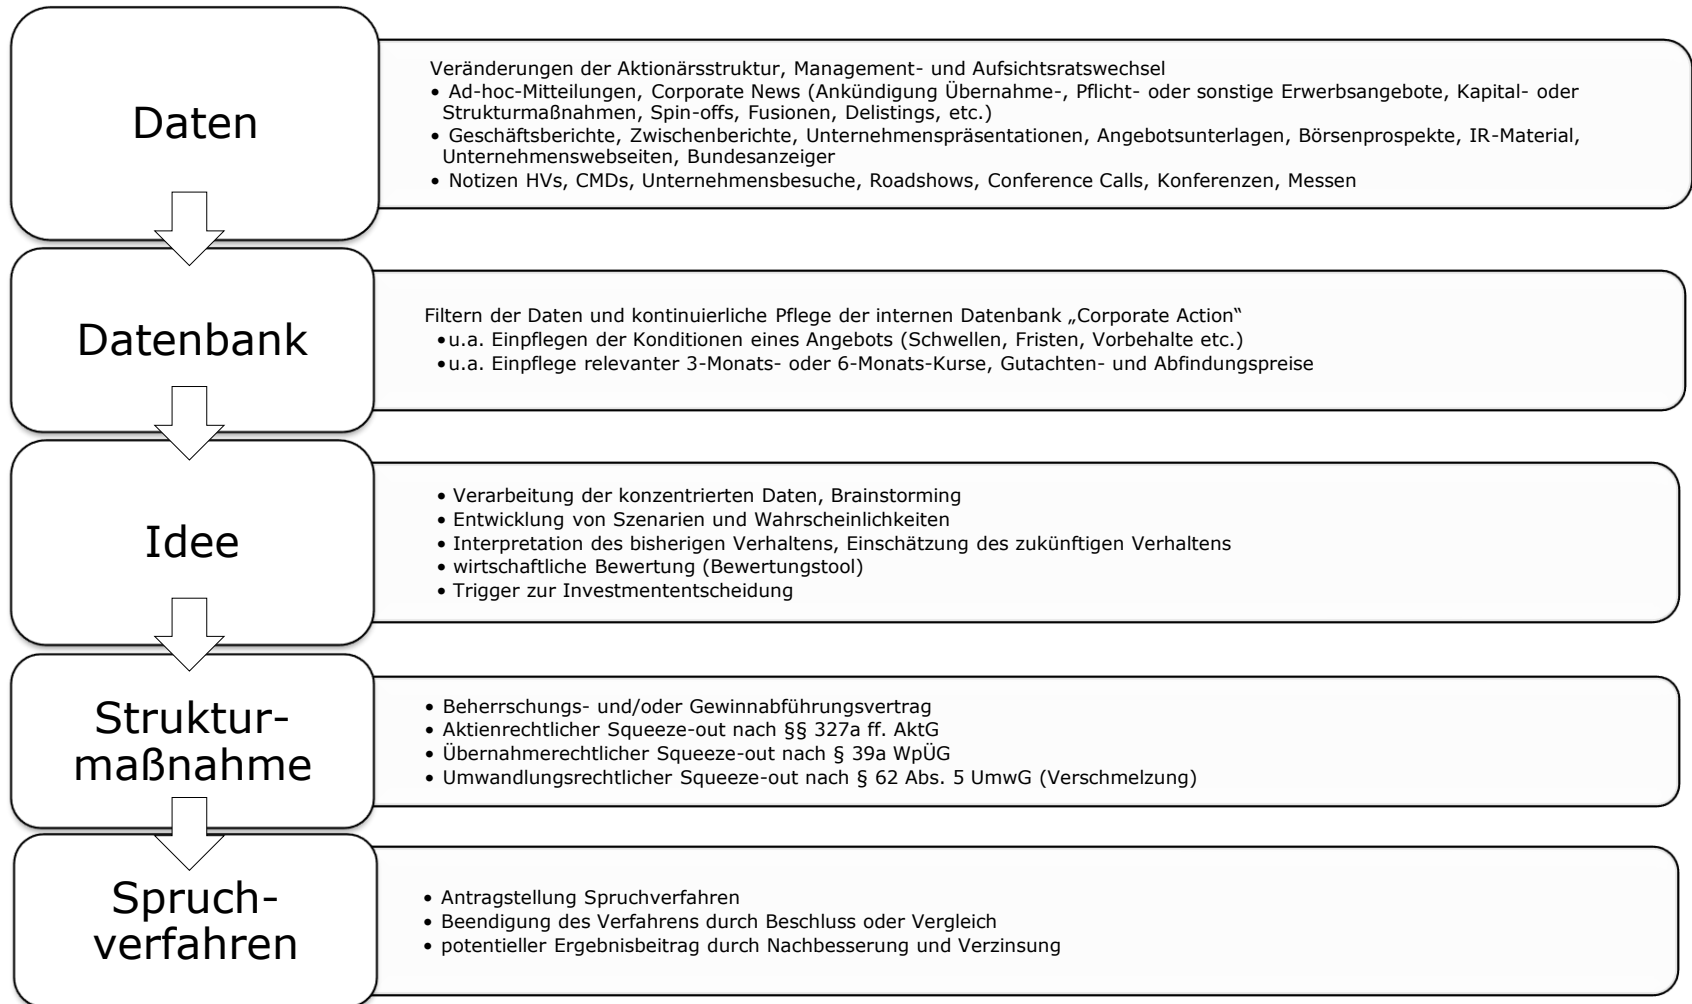 Daten
Veränderungen der Aktionärsstruktur, Management- und Aufsichtsratswechsel
• Ad-hoc-Mitteilungen, Corporate News (Ankündigung Übernahme-, Pflicht- oder sonstige Erwerbsangebote, Kapital- oder
Strukturmaßnahmen, Spin-offs, Fusionen, Delistings, etc.)
• Geschäftsberichte, Zwischenberichte, Unternehmenspräsentationen, Angebotsunterlagen, Börsenprospekte, IR-Material,
Unternehmenswebseiten, Bundesanzeiger
• Notizen HVs, CMDs, Unternehmensbesuche, Roadshows, Conference Calls, Konferenzen, Messen
Datenbank
Filtern der Daten und kontinuierliche Pflege der internen Datenbank „Corporate Action“
•u.a. Einpflegen der Konditionen eines Angebots (Schwellen, Fristen, Vorbehalte etc.)
•u.a. Einpflege relevanter 3-Monats- oder 6-Monats-Kurse, Gutachten- und Abfindungspreise
Idee
• Verarbeitung der konzentrierten Daten, Brainstorming
• Entwicklung von Szenarien und Wahrscheinlichkeiten
• Interpretation des bisherigen Verhaltens, Einschätzung des zukünftigen Verhaltens
• wirtschaftliche Bewertung (Bewertungstool)
• Trigger zur Investmententscheidung
Struktur-
maßnahme
• Beherrschungs- und/oder Gewinnabführungsvertrag
• Aktienrechtlicher Squeeze-out nach §§ 327a ff. AktG
• Übernahmerechtlicher Squeeze-out nach § 39a WpÜG
• Umwandlungsrechtlicher Squeeze-out nach § 62 Abs. 5 UmwG (Verschmelzung)
Spruch-
verfahren
• Antragstellung Spruchverfahren
• Beendigung des Verfahrens durch Beschluss oder Vergleich
• potentieller Ergebnisbeitrag durch Nachbesserung und Verzinsung